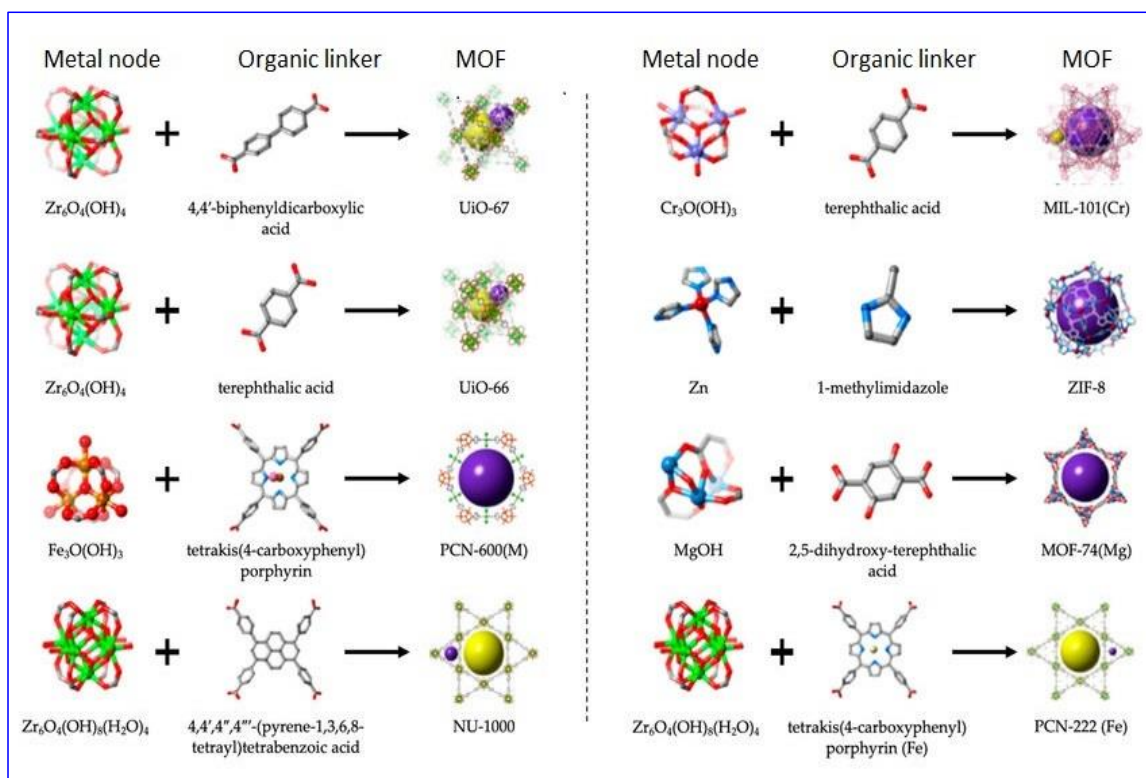 Metal node
Organic linker
MOF
Zr₆O₄(OH)₄
4,4′-biphenyldicarboxylic
acid
UiO-67
Zr₆O₄(OH)₄
terephthalic acid
UiO-66
Fe₃O(OH)₃
tetrakis(4-carboxyphenyl)
porphyrin
PCN-600(M)
Zr₆O₄(OH)₈(H₂O)₄
4,4′,4″,4‴-(pyrene-1,3,6,8-
tetrayl)tetrabenzoic acid
NU-1000
Metal node
Organic linker
MOF
Cr₃O(OH)₃
terephthalic acid
MIL-101(Cr)
Zn
1-methylimidazole
ZIF-8
MgOH
2,5-dihydroxy-terephthalic
acid
MOF-74(Mg)
Zr₆O₄(OH)₈(H₂O)₄
tetrakis(4-carboxyphenyl)
porphyrin (Fe)
PCN-222 (Fe)